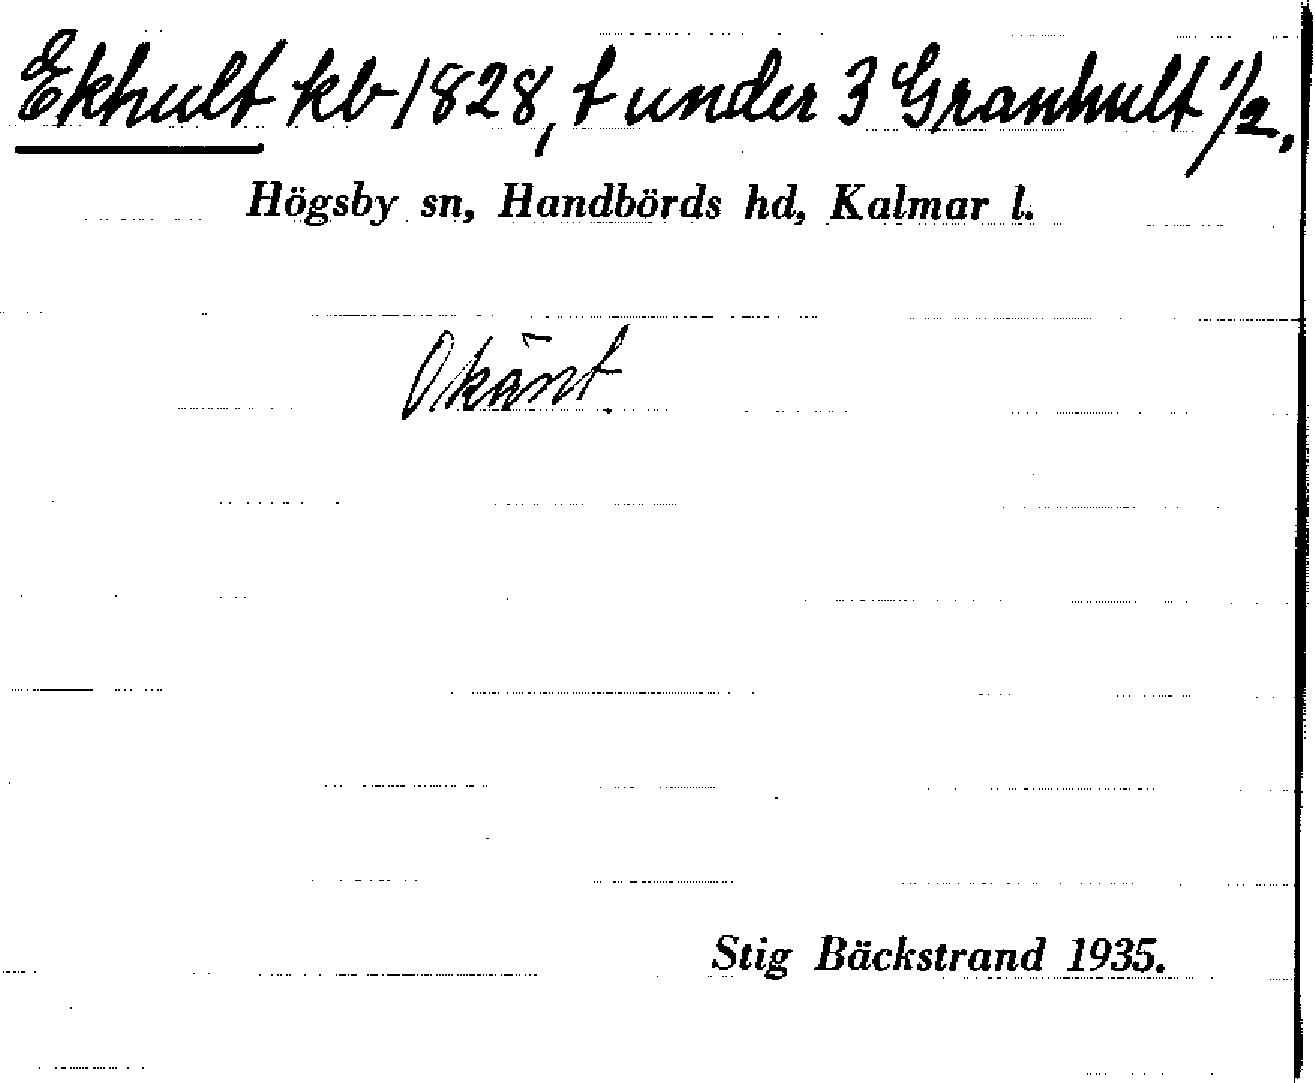 Ekhult kb 1828, t under 3 Granhult 1/2.
Högsby sn, Handbörds hd, Kalmar l.
Okänt.
Stig Bäckstrand 1935.